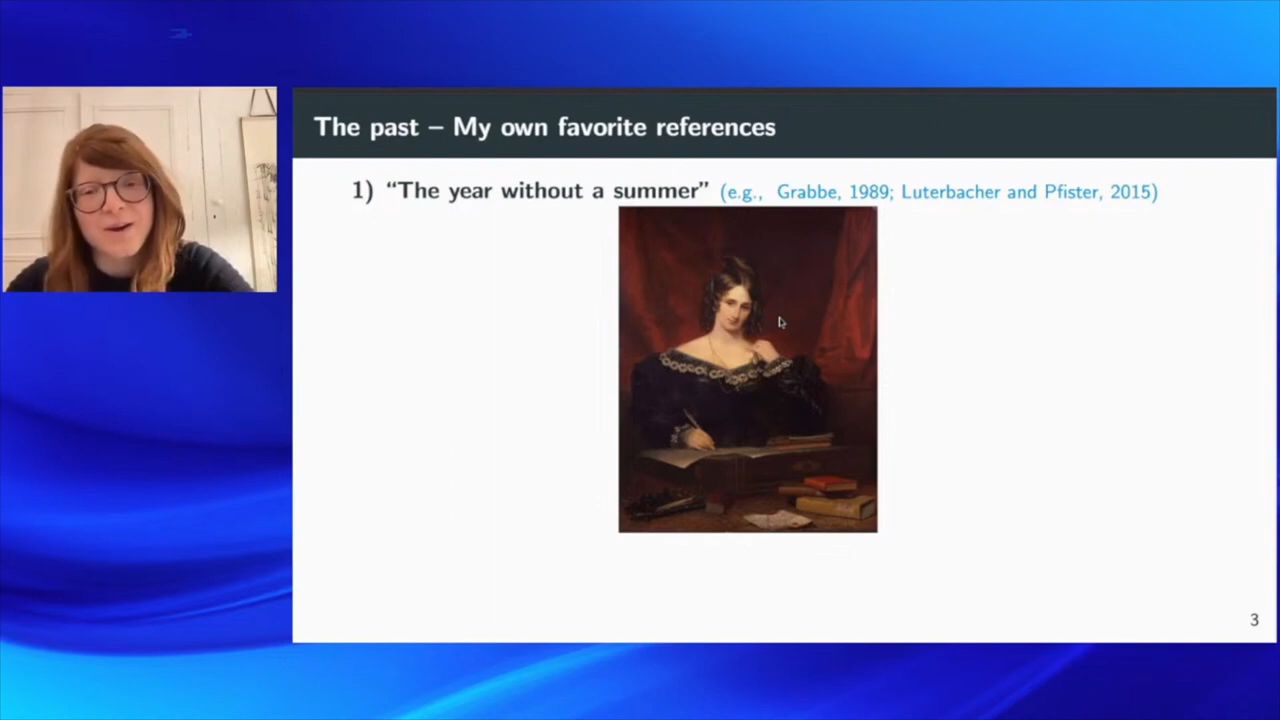 The past – My own favorite references
1) “The year without a summer” (e.g., Grabbe, 1989; Luterbacher and Pfister, 2015)
3